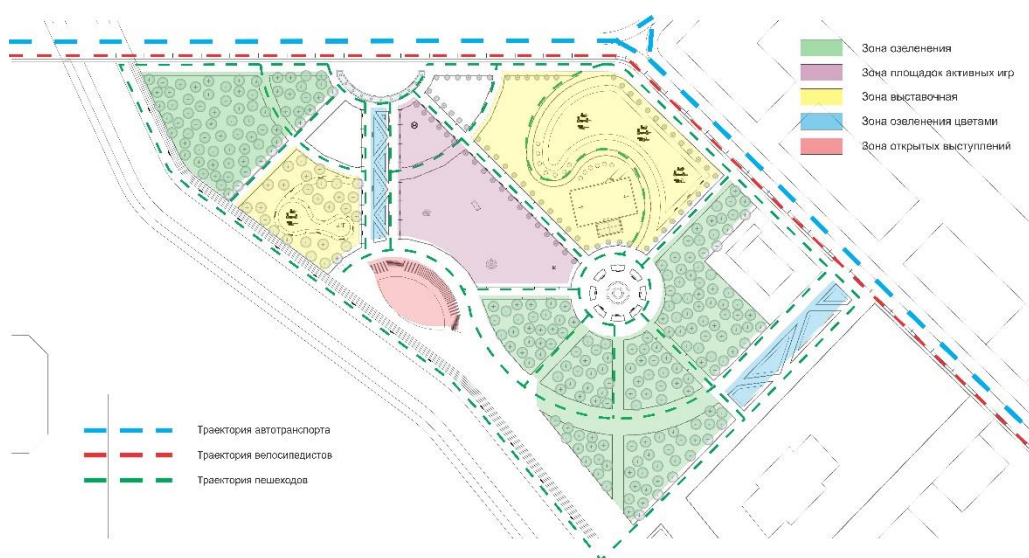 Зона озеленения
Зона площадок активных игр
Зона выставочная
Зона озеленения цветами
Зона открытых выступлений
Траектория автотранспорта
Траектория велосипедистов
Траектория пешеходов